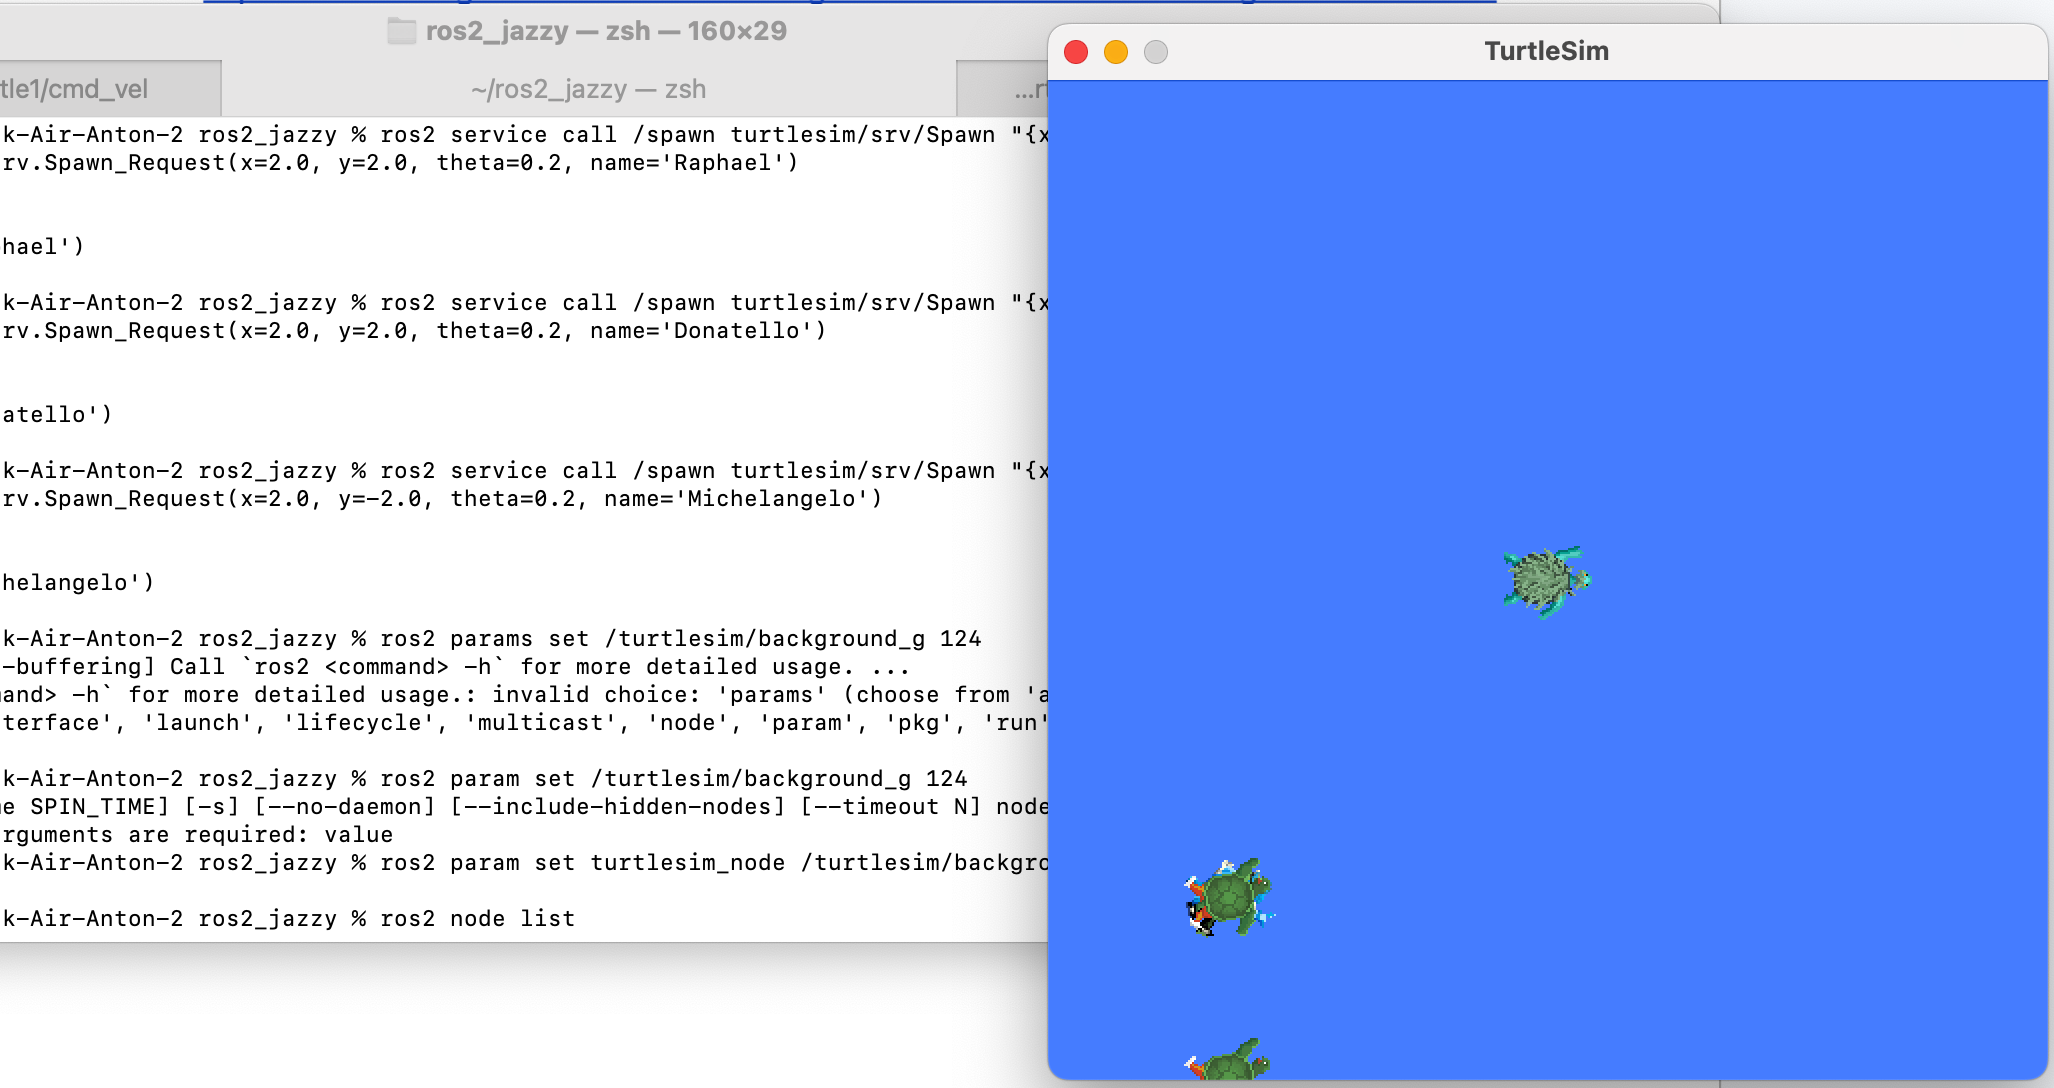 ros2_jazzy — zsh — 160×29
TurtleSim
tle1/cmd_vel
~/ros2_jazzy — zsh
...rt
k-Air-Anton-2 ros2_jazzy % ros2 service call /spawn turtlesim/srv/Spawn "{x
rv.Spawn_Request(x=2.0, y=2.0, theta=0.2, name='Raphael')
hael')
k-Air-Anton-2 ros2_jazzy % ros2 service call /spawn turtlesim/srv/Spawn "{x
rv.Spawn_Request(x=2.0, y=2.0, theta=0.2, name='Donatello')
atello')
k-Air-Anton-2 ros2_jazzy % ros2 service call /spawn turtlesim/srv/Spawn "{x
rv.Spawn_Request(x=2.0, y=-2.0, theta=0.2, name='Michelangelo')
helangelo')
k-Air-Anton-2 ros2_jazzy % ros2 params set /turtlesim/background_g 124
-buffering] Call `ros2 <command> -h` for more detailed usage. ...
and> -h` for more detailed usage.: invalid choice: 'params' (choose from 'a
terface', 'launch', 'lifecycle', 'multicast', 'node', 'param', 'pkg', 'run'
k-Air-Anton-2 ros2_jazzy % ros2 param set /turtlesim/background_g 124
e SPIN_TIME] [-s] [--no-daemon] [--include-hidden-nodes] [--timeout N] node
rguments are required: value
k-Air-Anton-2 ros2_jazzy % ros2 param set turtlesim_node /turtlesim/backgro
k-Air-Anton-2 ros2_jazzy % ros2 node list